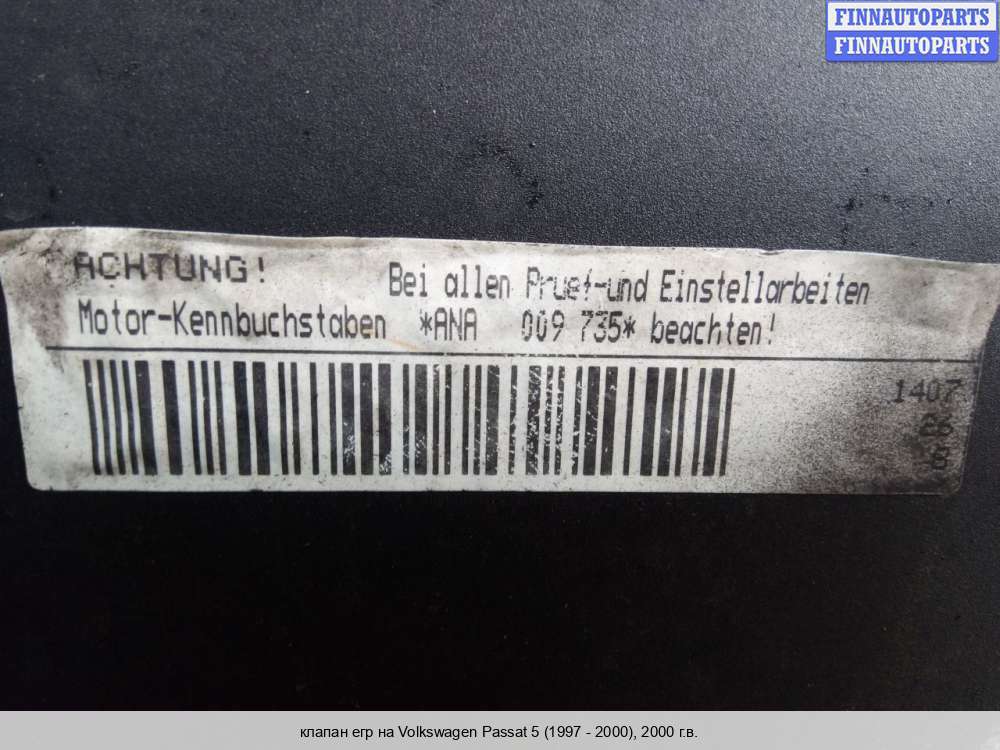 FINNAUTOPARTS
FINNAUTOPARTS
ACHTUNG! Bei allen Pruef-und Einstellarbeiten
Motor-Kennbuchstaben *ANA 009 735* beachten!
1407
клапан егр на Volkswagen Passat 5 (1997 - 2000), 2000 г.в.